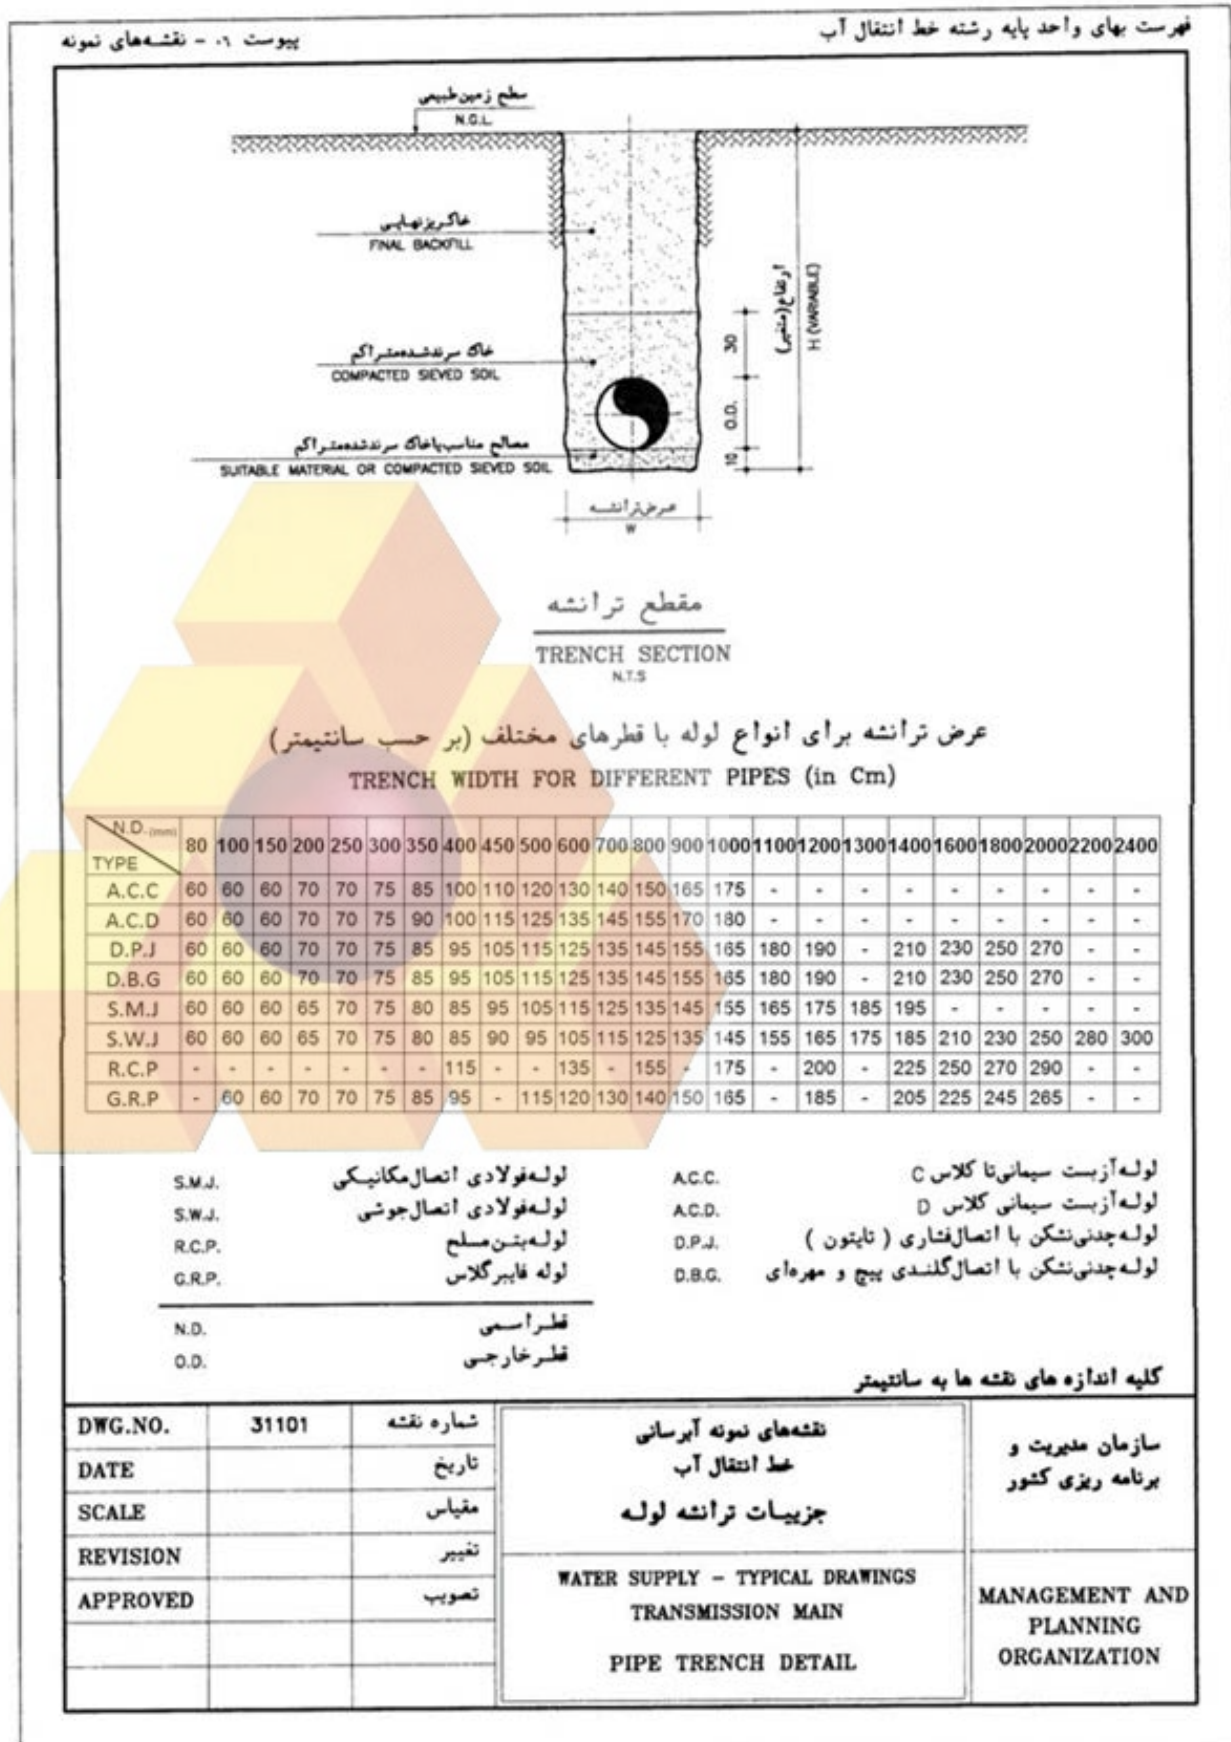 فهرست بهای واحد پایه رشته خط انتقال آب
پیوست ۶. - نقشه‌های نمونه
سطح زمین طبیعی
N.G.L.
خاکریز نهایی
FINAL BACKFILL
خاک سرند شده متراکم
COMPACTED SIEVED SOIL
مصالح مناسب یا خاک سرند شده متراکم
SUITABLE MATERIAL OR COMPACTED SIEVED SOIL
30
O.D.
10
ارتفاع (متغیر)
H (VARIABLE)
عرض ترانشه
W
مقطع ترانشه
TRENCH SECTION
N.T.S
عرض ترانشه برای انواع لوله با قطرهای مختلف (بر حسب سانتیمتر)
TRENCH WIDTH FOR DIFFERENT PIPES (in Cm)
N.D. (mm) 80 100 150 200 250 300 350 400 450 500 600 700 800 900 1000 1100 1200 1300 1400 1600 1800 2000 2200 2400
TYPE
A.C.C 60 60 60 70 70 75 85 100 110 120 130 140 150 165 175 - - - - - - - - -
A.C.D 60 60 60 70 70 75 90 100 115 125 135 145 155 170 180 - - - - - - - - -
D.P.J 60 60 60 70 70 75 85 95 105 115 125 135 145 155 165 180 190 - 210 230 250 270 - -
D.B.G 60 60 60 70 70 75 85 95 105 115 125 135 145 155 165 180 190 - 210 230 250 270 - -
S.M.J 60 60 60 65 70 75 80 85 95 105 115 125 135 145 155 165 175 185 195 - - - - -
S.W.J 60 60 60 65 70 75 80 85 90 95 105 115 125 135 145 155 165 175 185 210 230 250 280 300
R.C.P - - - - - - - 115 - - 135 - 155 - 175 - 200 - 225 250 270 290 - -
G.R.P - 60 60 70 70 75 85 95 - 115 120 130 140 150 165 - 185 - 205 225 245 265 - -
لوله آزبست سیمانی تا کلاس C A.C.C.
لوله آزبست سیمانی کلاس D A.C.D.
لوله چدنی نشکن با اتصال فشاری ( تایتون ) D.P.J.
لوله چدنی نشکن با اتصال گلندی پیچ و مهره‌ای D.B.G.
لوله فولادی اتصال مکانیکی S.M.J.
لوله فولادی اتصال جوشی S.W.J.
لوله بتن مسلح R.C.P.
لوله فایبرگلاس G.R.P.
قطر اسمی N.D.
قطر خارجی O.D.
کلیه اندازه های نقشه ها به سانتیمتر
سازمان مدیریت و
برنامه ریزی کشور
MANAGEMENT AND
PLANNING
ORGANIZATION
نقشه‌های نمونه آبرسانی
خط انتقال آب
جزییات ترانشه لوله
WATER SUPPLY - TYPICAL DRAWINGS
TRANSMISSION MAIN
PIPE TRENCH DETAIL
DWG.NO. 31101 شماره نقشه
DATE تاریخ
SCALE مقیاس
REVISION تغییر
APPROVED تصویب